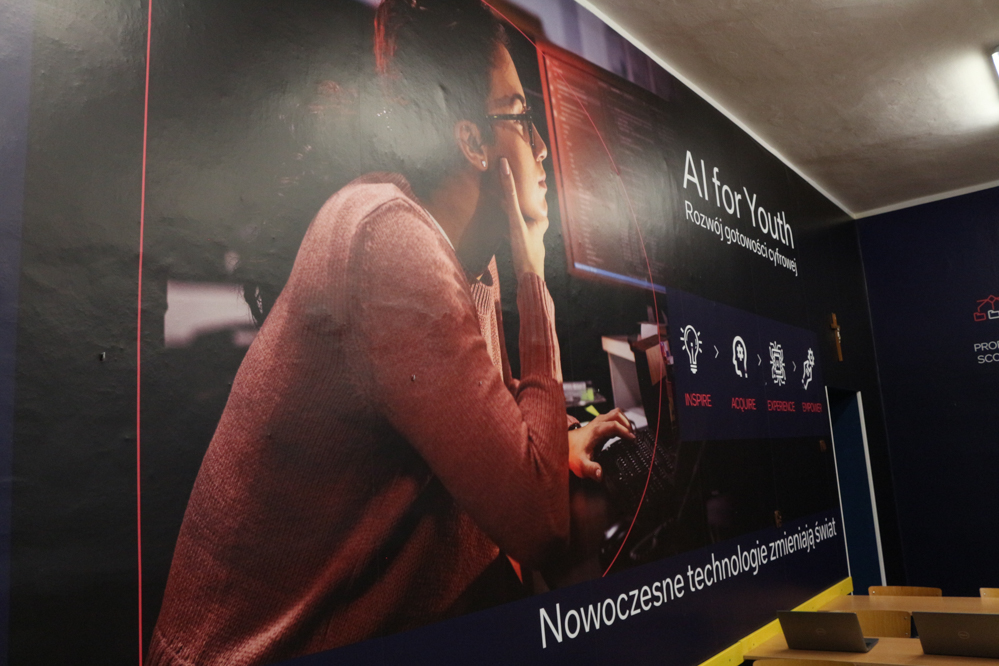 AI for Youth
Rozwój gotowości cyfrowej
INSPIRE
ACQUIRE
EXPERIENCE
EMPOWER
Nowoczesne technologie zmieniają świat